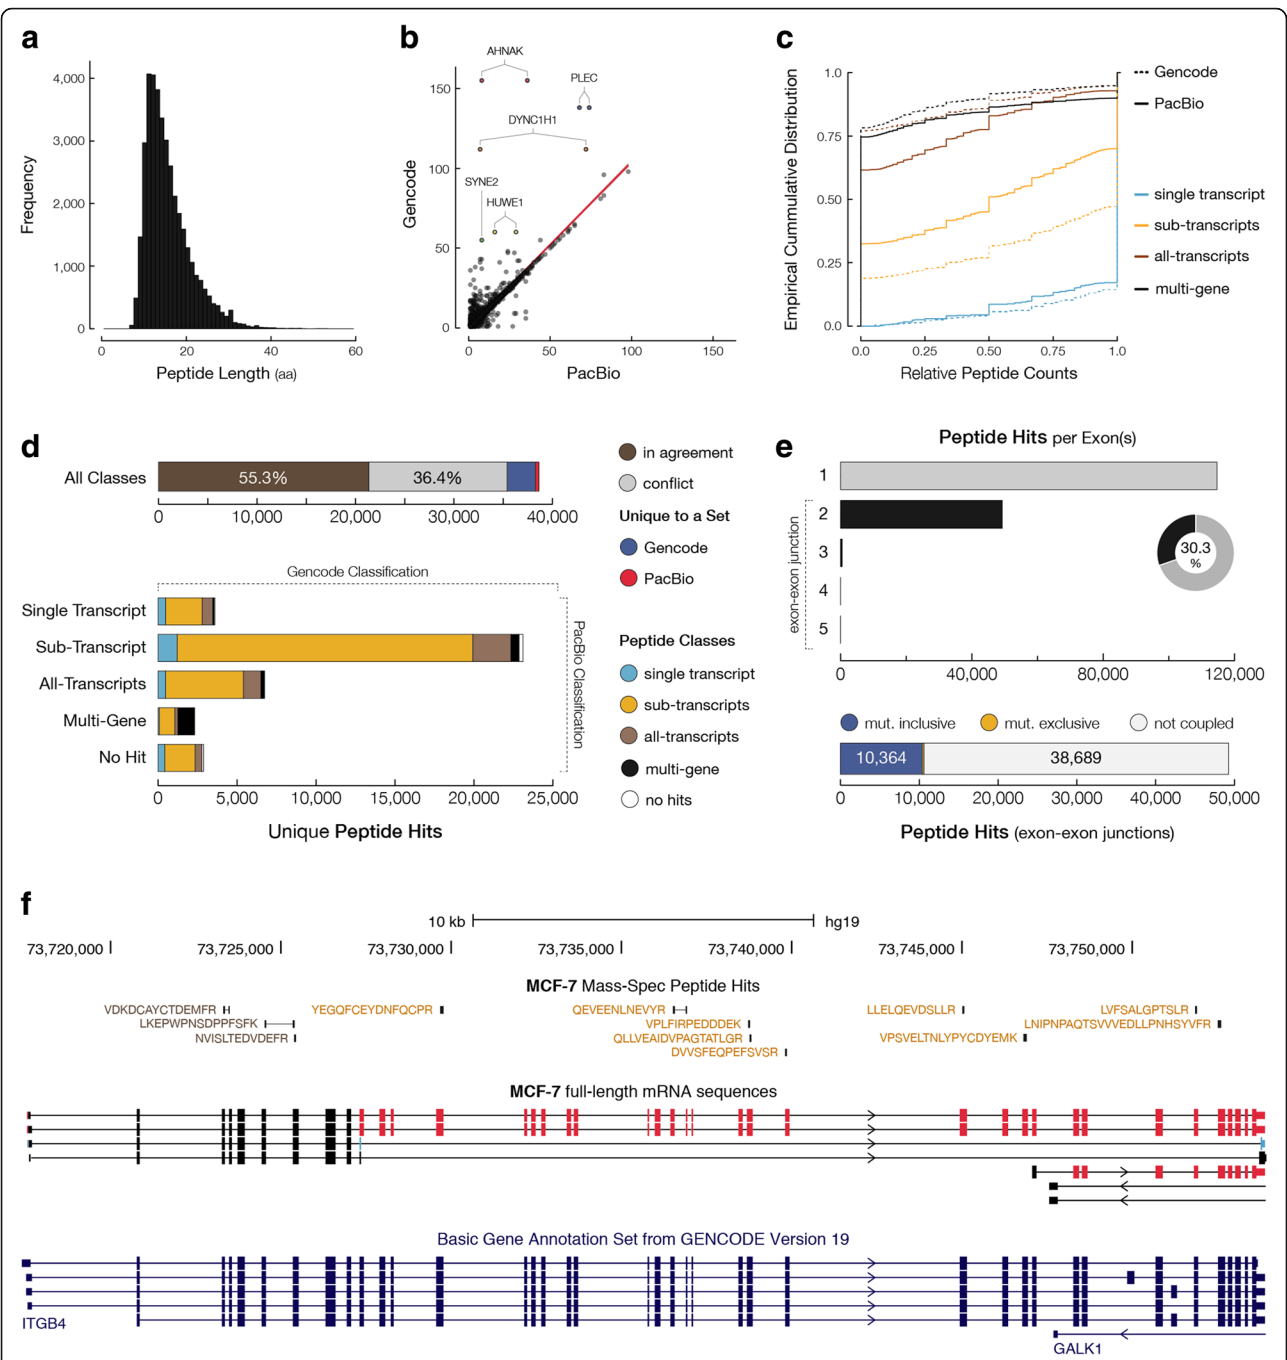 a
Frequency
4,000
3,000
2,000
1,000
0
0
20
40
60
Peptide Length (aa)
b
Gencode
150
100
50
0
AHNAK
PLEC
DYNC1H1
SYNE2
HUWE1
0
50
100
150
PacBio
c
Empirical Cummulative Distribution
1.0
0.75
0.50
0.25
0.0
0.0
0.25
0.50
0.75
1.0
Relative Peptide Counts
Gencode
PacBio
single transcript
sub-transcripts
all-transcripts
multi-gene
d
All Classes
55.3%
36.4%
0
10,000
20,000
30,000
40,000
in agreement
conflict
Unique to a Set
Gencode
PacBio
Gencode Classification
PacBio Classification
Single Transcript
Sub-Transcript
All-Transcripts
Multi-Gene
No Hit
0
5,000
10,000
15,000
20,000
25,000
Unique Peptide Hits
Peptide Classes
single transcript
sub-transcripts
all-transcripts
multi-gene
no hits
e
Peptide Hits per Exon(s)
1
2
3
4
5
exon-exon junction
30.3
%
0
40,000
80,000
120,000
mut. inclusive
mut. exclusive
not coupled
10,364
38,689
0
10,000
20,000
30,000
40,000
50,000
Peptide Hits (exon-exon junctions)
f
10 kb
hg19
73,720,000
73,725,000
73,730,000
73,735,000
73,740,000
73,745,000
73,750,000
MCF-7 Mass-Spec Peptide Hits
VDKDCAYCTDEMFR
YEGQFCEYDNFQCPR
QEVEENLNEVYR
LLELQEVDSLLR
LVFSALGPTSLR
LKEPWPNSDPPFSFK
VPLFIRPEDDDEK
LNIPNPAQTSVVVEDLLPNHSYVFR
NVISLTEDVDEFR
QLLVEAIDVPAGTATLGR
VPSVELTNLYPYCDYEMK
DVVSFEQPEFSVSR
MCF-7 full-length mRNA sequences
Basic Gene Annotation Set from GENCODE Version 19
ITGB4
GALK1